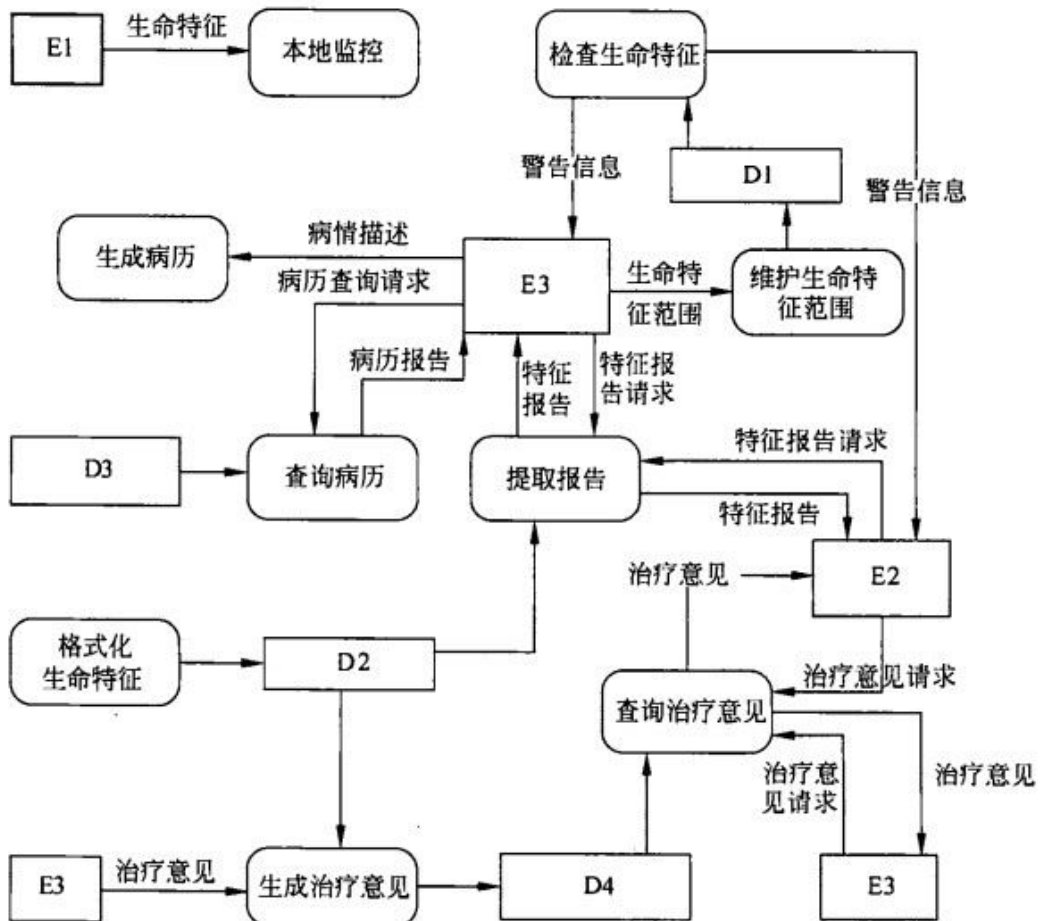 E1
生命特征
本地监控
检查生命特征
警告信息
D1
警告信息
生成病历
病情描述
病历查询请求
E3
生命特
征范围
维护生命特
征范围
病历报告
特征
报告
特征报
告请求
D3
查询病历
提取报告
特征报告请求
特征报告
治疗意见
E2
格式化
生命特征
D2
查询治疗意见
治疗意见请求
治疗意
见请求
治疗意见
E3
治疗意见
生成治疗意见
D4
E3